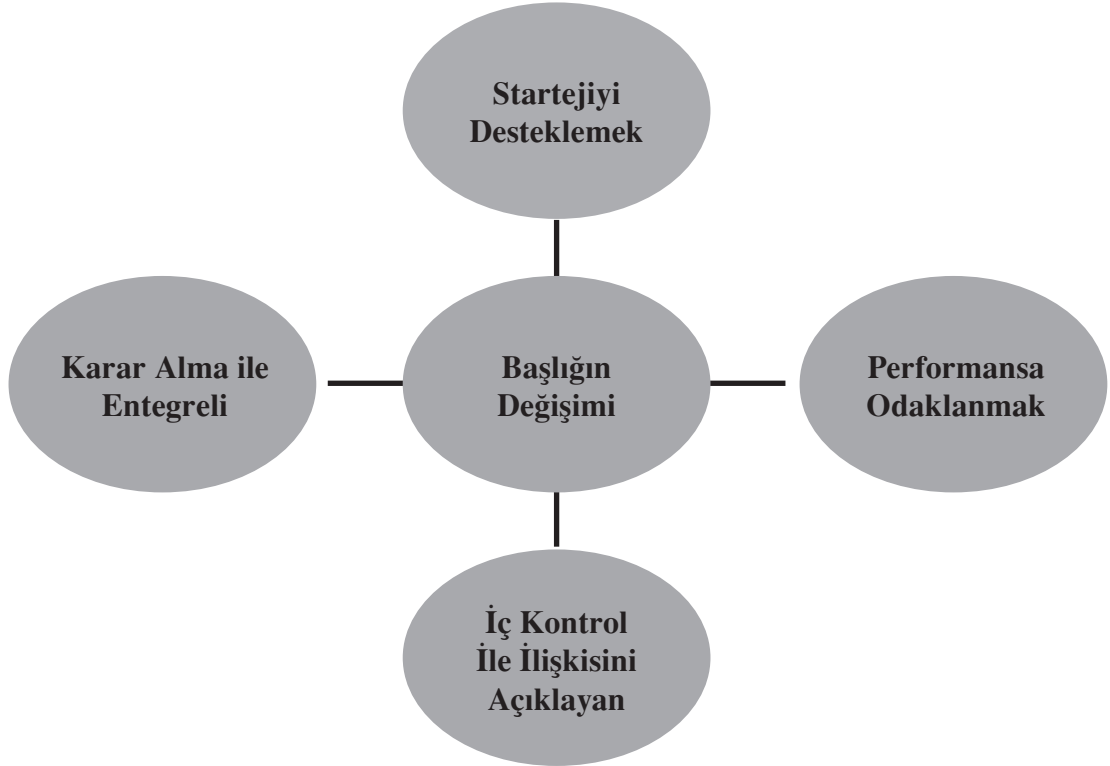 Startejiyi
Desteklemek
Karar Alma ile
Entegreli
Başlığın
Değişimi
Performansa
Odaklanmak
İç Kontrol
İle İlişkisini
Açıklayan